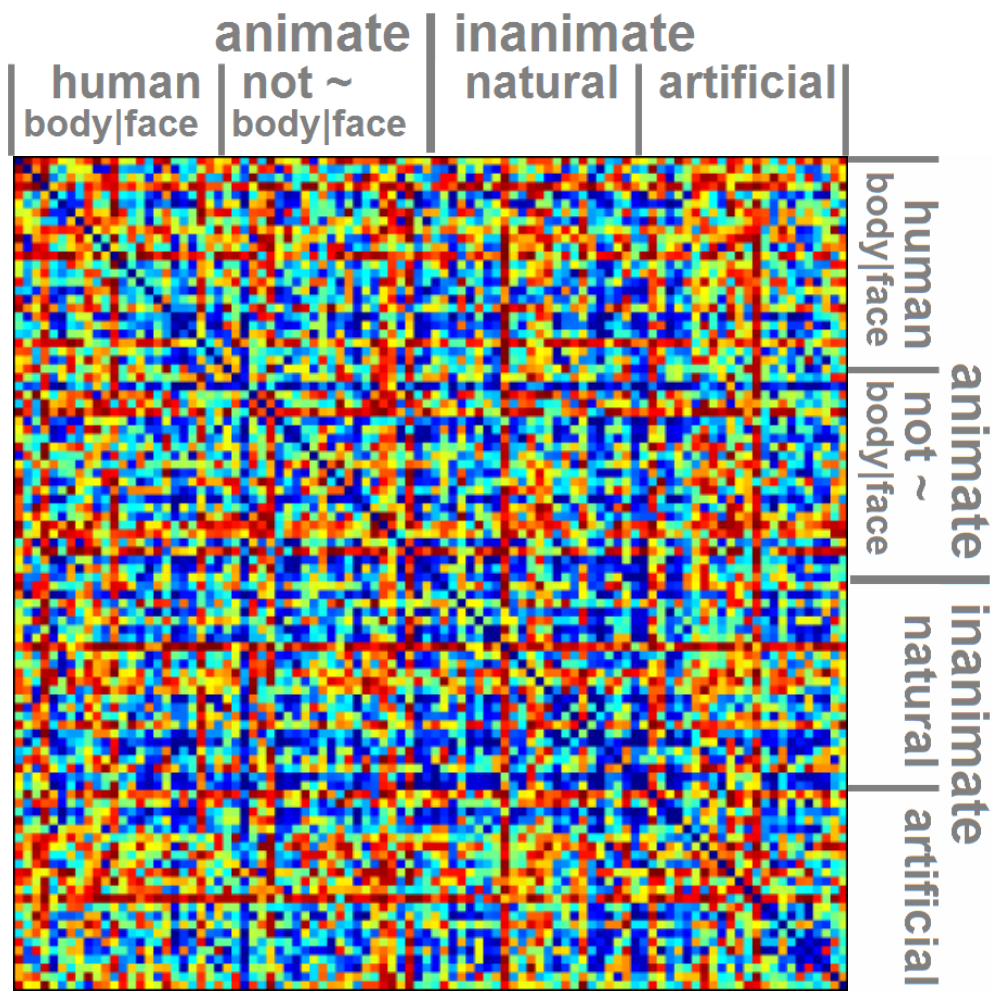 animate inanimate
human not ~ natural artificial
body|face body|face
human
body|face
not ~
body|face
animate
natural
artificial
inanimate